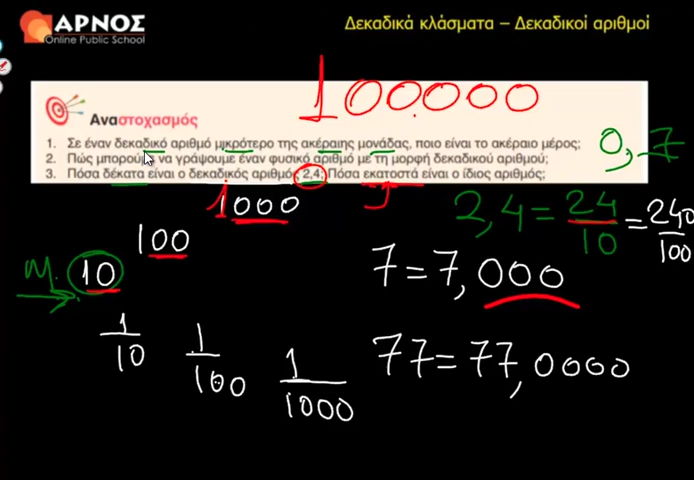 ΑΡΝΟΣ
Online Public School
Δεκαδικά κλάσματα – Δεκαδικοί αριθμοί
100.000
Αναστοχασμός
1. Σε έναν δεκαδικό αριθμό μικρότερο της ακέραιης μονάδας, ποιο είναι το ακέραιο μέρος;
0,7
2. Πώς μπορούμε να γράψουμε έναν φυσικό αριθμό με τη μορφή δεκαδικού αριθμού;
3. Πόσα δέκατα είναι ο δεκαδικός αριθμός 2,4; Πόσα εκατοστά είναι ο ίδιος αριθμός;
1000
2,4 = 24/10 = 240/100
100
M. 10
7 = 7,000
1/10 1/100 1/1000
77 = 77,0000